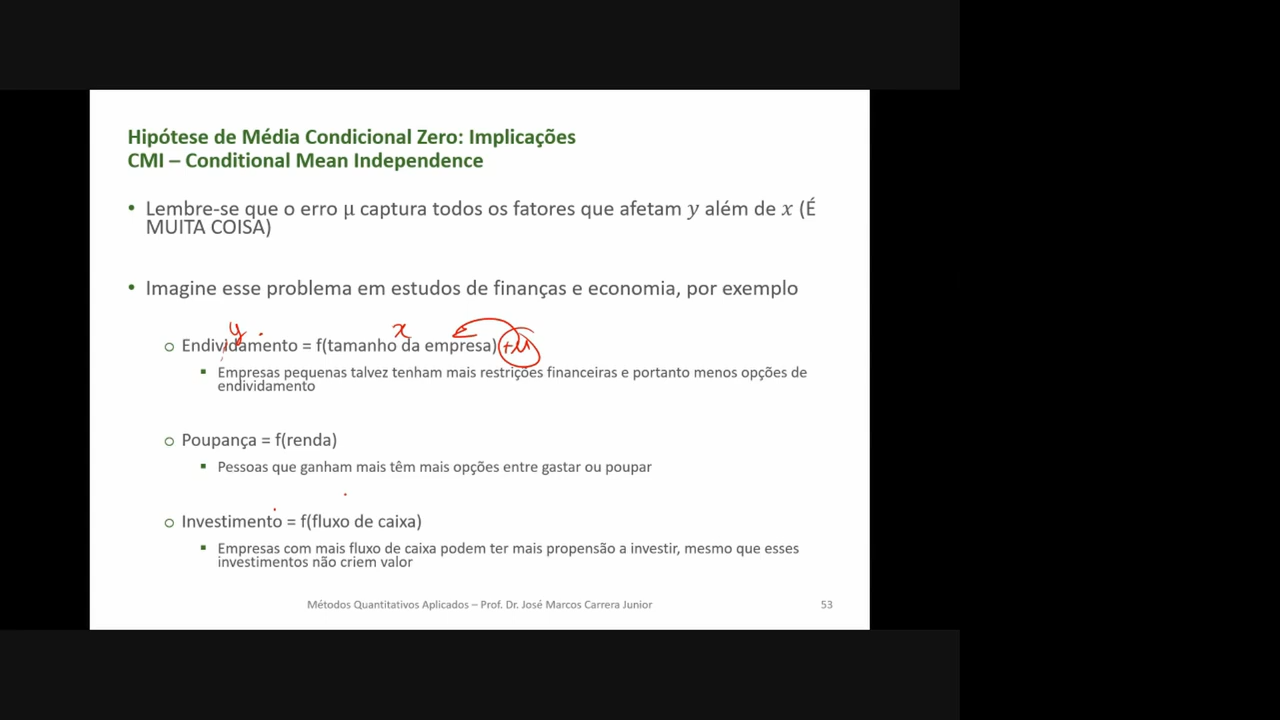 Hipótese de Média Condicional Zero: Implicações
CMI – Conditional Mean Independence
• Lembre-se que o erro µ captura todos os fatores que afetam y além de x (É
MUITA COISA)
• Imagine esse problema em estudos de finanças e economia, por exemplo
y x
o Endividamento = f(tamanho da empresa) +µ
▪ Empresas pequenas talvez tenham mais restrições financeiras e portanto menos opções de
endividamento
o Poupança = f(renda)
▪ Pessoas que ganham mais têm mais opções entre gastar ou poupar
o Investimento = f(fluxo de caixa)
▪ Empresas com mais fluxo de caixa podem ter mais propensão a investir, mesmo que esses
investimentos não criem valor
Métodos Quantitativos Aplicados – Prof. Dr. José Marcos Carrera Junior 53